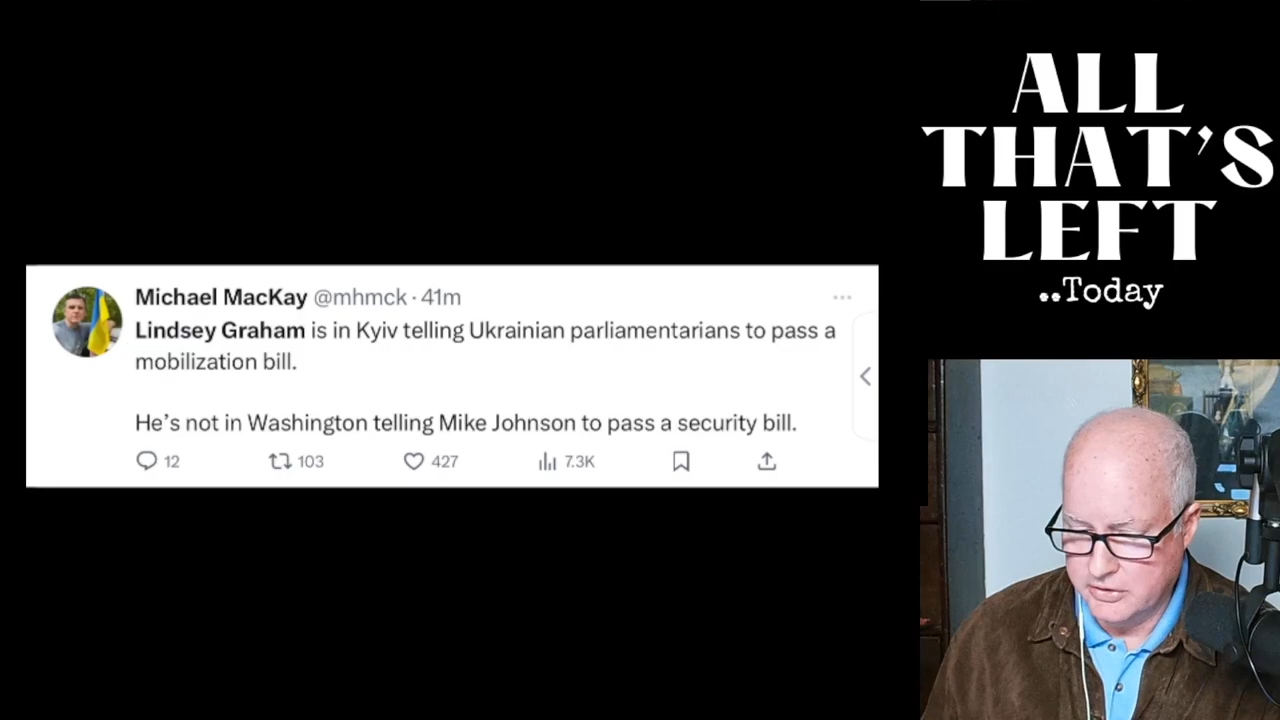 ALL
THAT'S
LEFT
..Today
Michael MacKay @mhmck · 41m
Lindsey Graham is in Kyiv telling Ukrainian parliamentarians to pass a
mobilization bill.
He's not in Washington telling Mike Johnson to pass a security bill.
12 103 427 7.3K